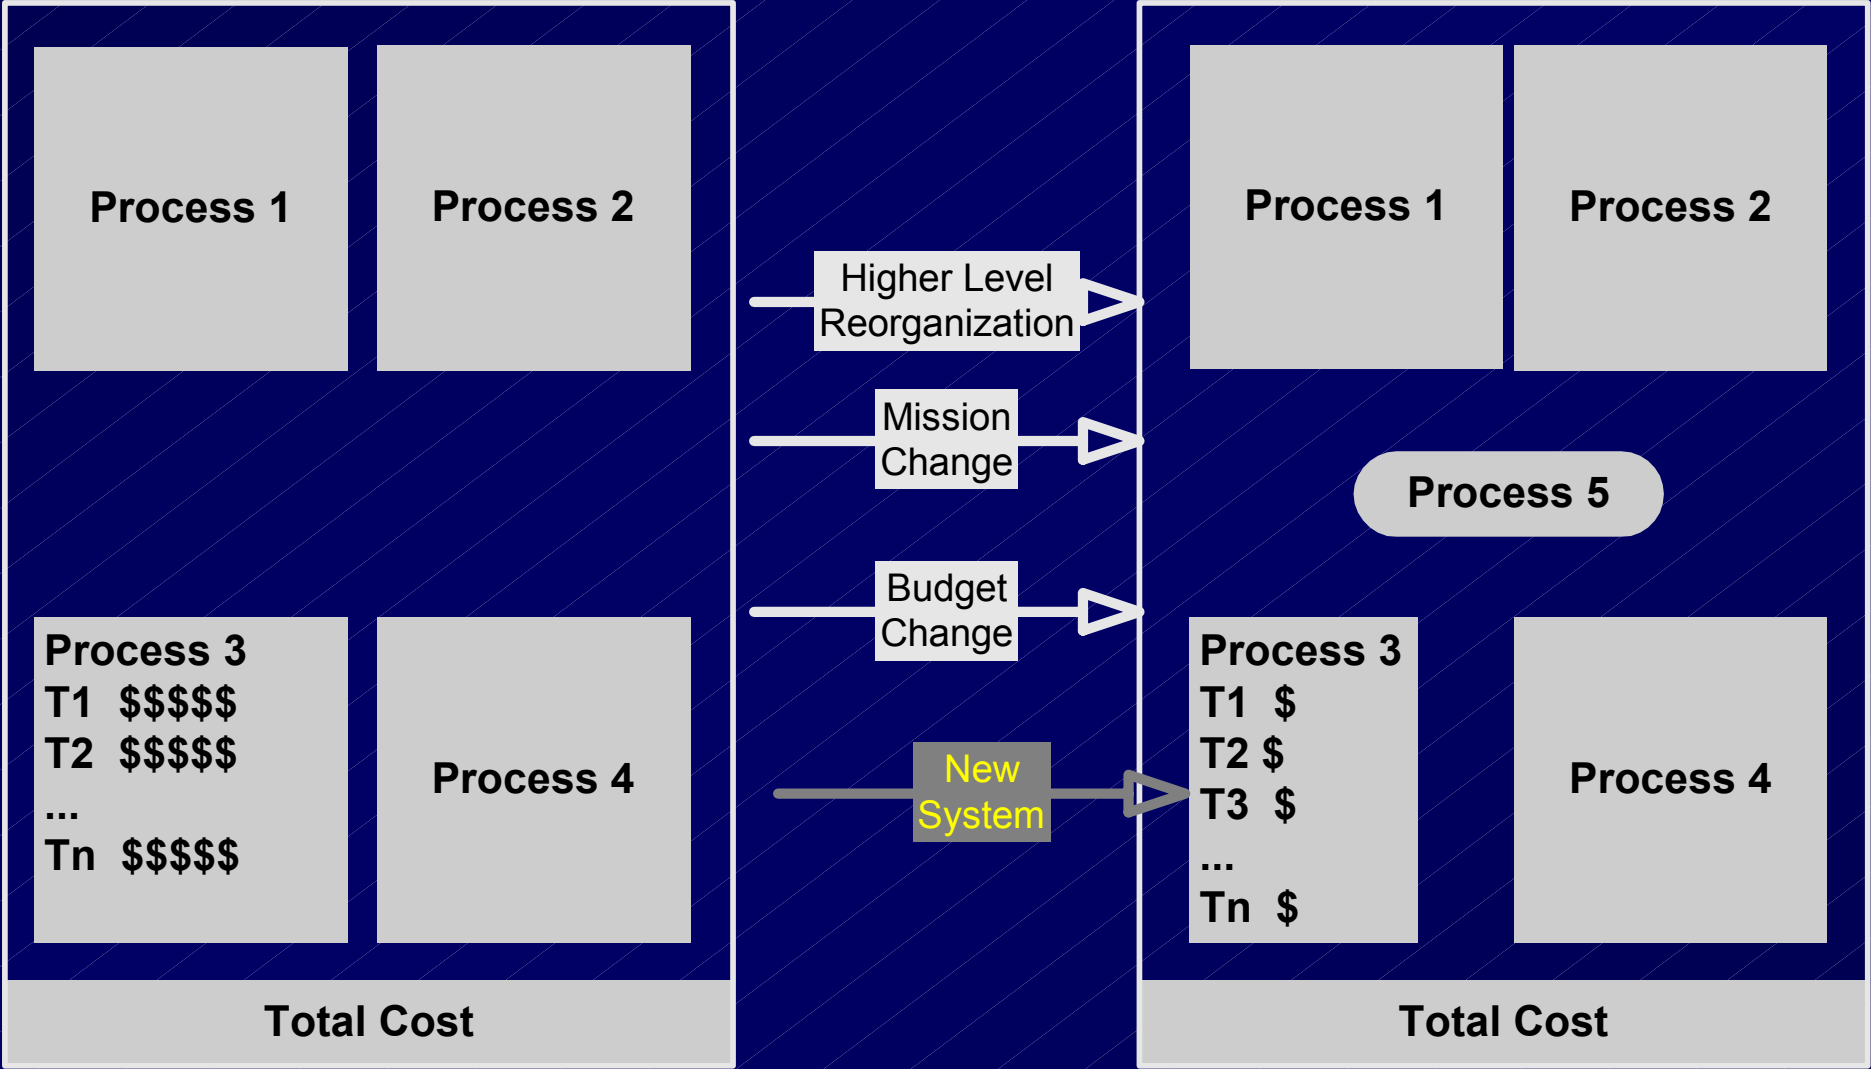 Process 1
Process 2
Process 3
T1 $$$$$
T2 $$$$$
...
Tn $$$$$
Process 4
Total Cost
Higher Level
Reorganization
Mission
Change
Budget
Change
New
System
Process 1
Process 2
Process 5
Process 3
T1 $
T2 $
T3 $
...
Tn $
Process 4
Total Cost